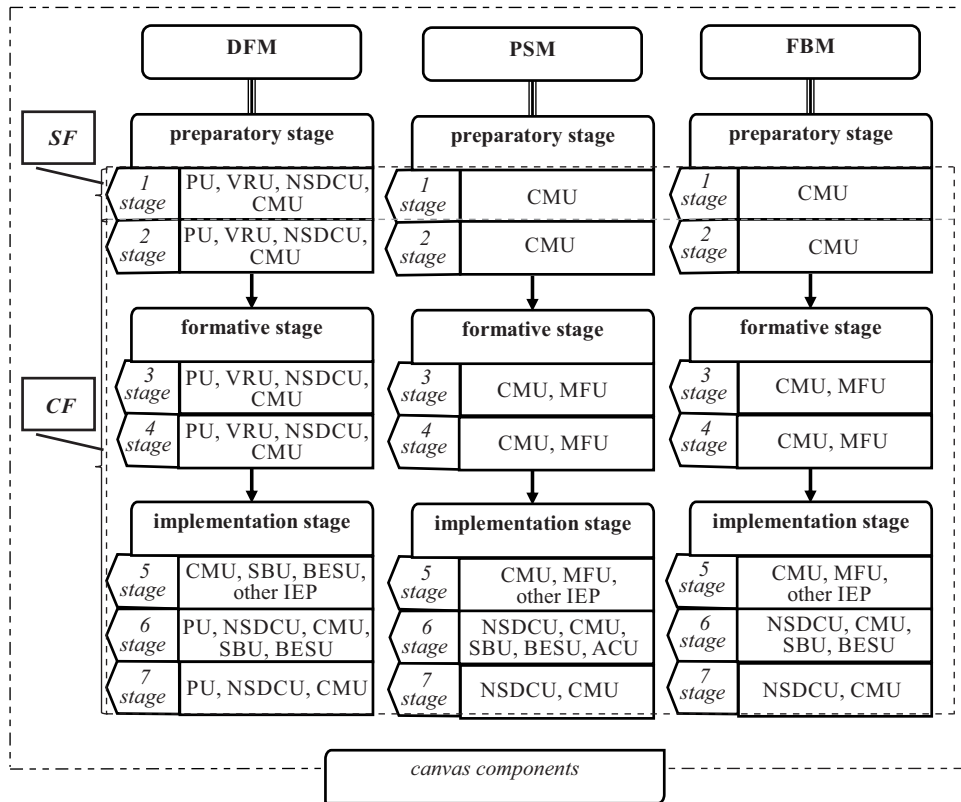 DFM
PSM
FBM
SF
preparatory stage
preparatory stage
preparatory stage
1
stage
PU, VRU, NSDCU,
CMU
1
stage
CMU
1
stage
CMU
2
stage
PU, VRU, NSDCU,
CMU
2
stage
CMU
2
stage
CMU
formative stage
formative stage
formative stage
CF
3
stage
PU, VRU, NSDCU,
CMU
3
stage
CMU, MFU
3
stage
CMU, MFU
4
stage
PU, VRU, NSDCU,
CMU
4
stage
CMU, MFU
4
stage
CMU, MFU
implementation stage
implementation stage
implementation stage
5
stage
CMU, SBU, BESU,
other IEP
5
stage
CMU, MFU,
other IEP
5
stage
CMU, MFU,
other IEP
6
stage
PU, NSDCU, CMU,
SBU, BESU
6
stage
NSDCU, CMU,
SBU, BESU, ACU
6
stage
NSDCU, CMU,
SBU, BESU
7
stage
PU, NSDCU, CMU
7
stage
NSDCU, CMU
7
stage
NSDCU, CMU
canvas components